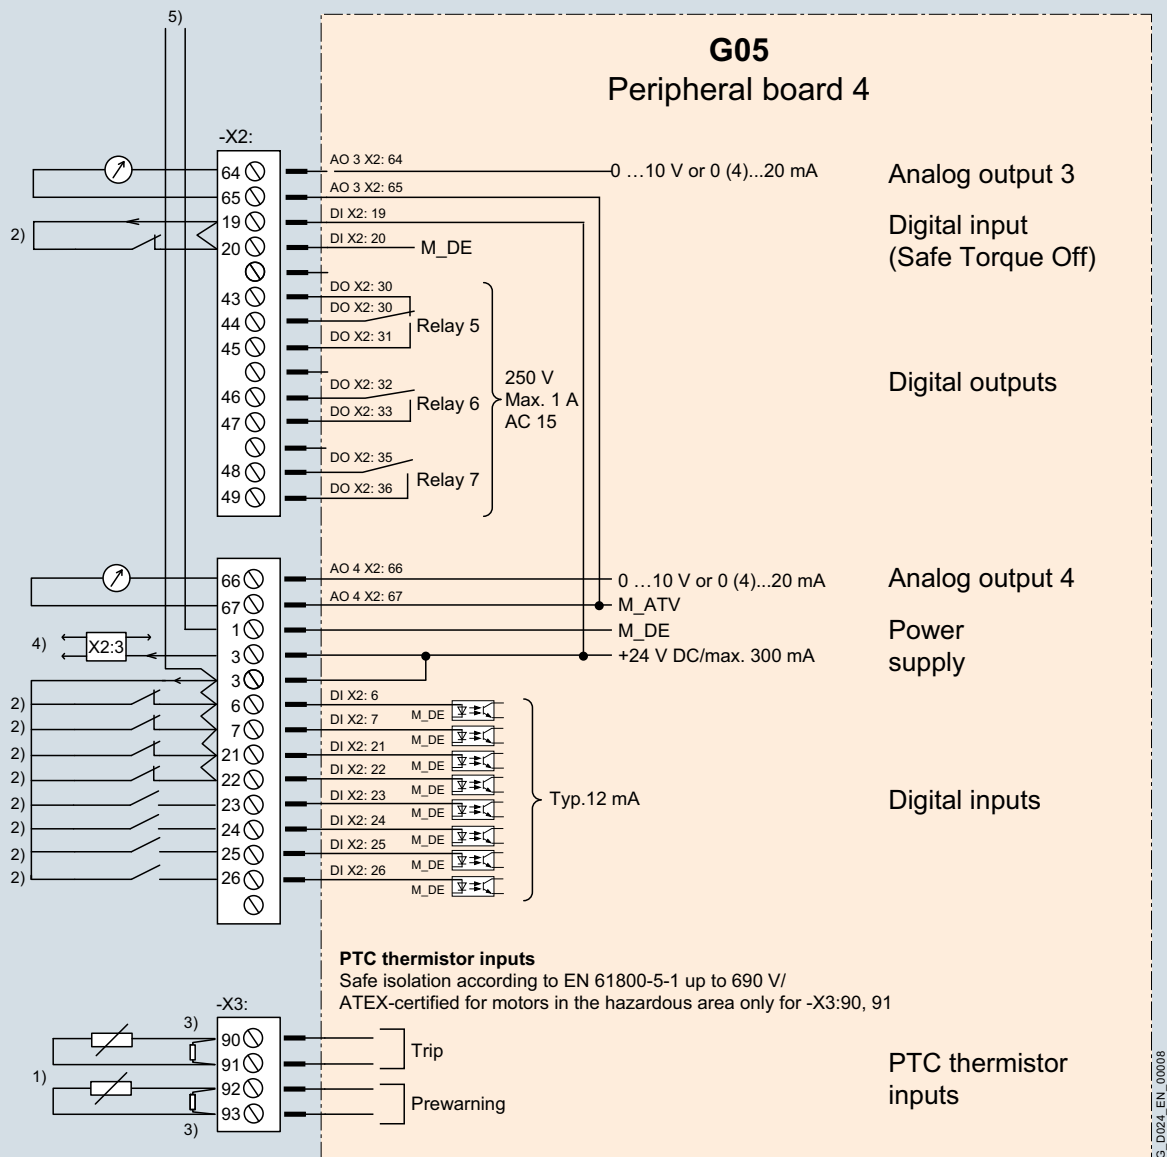 5)
G05
Peripheral board 4
-X2:
64 AO 3 X2: 64 0 …10 V or 0 (4)...20 mA Analog output 3
65 AO 3 X2: 65
2) 19 DI X2: 19 Digital input
20 DI X2: 20 M_DE (Safe Torque Off)
43 DO X2: 30
44 DO X2: 30 Relay 5
45 DO X2: 31
250 V
Max. 1 A
AC 15
Digital outputs
46 DO X2: 32 Relay 6
47 DO X2: 33
48 DO X2: 35 Relay 7
49 DO X2: 36
66 AO 4 X2: 66 0 …10 V or 0 (4)...20 mA Analog output 4
67 AO 4 X2: 67 M_ATV
1 M_DE Power
4) X2:3 3 +24 V DC/max. 300 mA supply
3
2) 6 DI X2: 6 M_DE
2) 7 DI X2: 7 M_DE
2) 21 DI X2: 21 M_DE
2) 22 DI X2: 22 M_DE
2) 23 DI X2: 23 M_DE Typ.12 mA Digital inputs
2) 24 DI X2: 24 M_DE
2) 25 DI X2: 25 M_DE
2) 26 DI X2: 26 M_DE
PTC thermistor inputs
Safe isolation according to EN 61800-5-1 up to 690 V/
ATEX-certified for motors in the hazardous area only for -X3:90, 91
-X3:
3) 90
91 Trip
1)
92
93 Prewarning
3)
PTC thermistor
inputs
G_D024_EN_00008